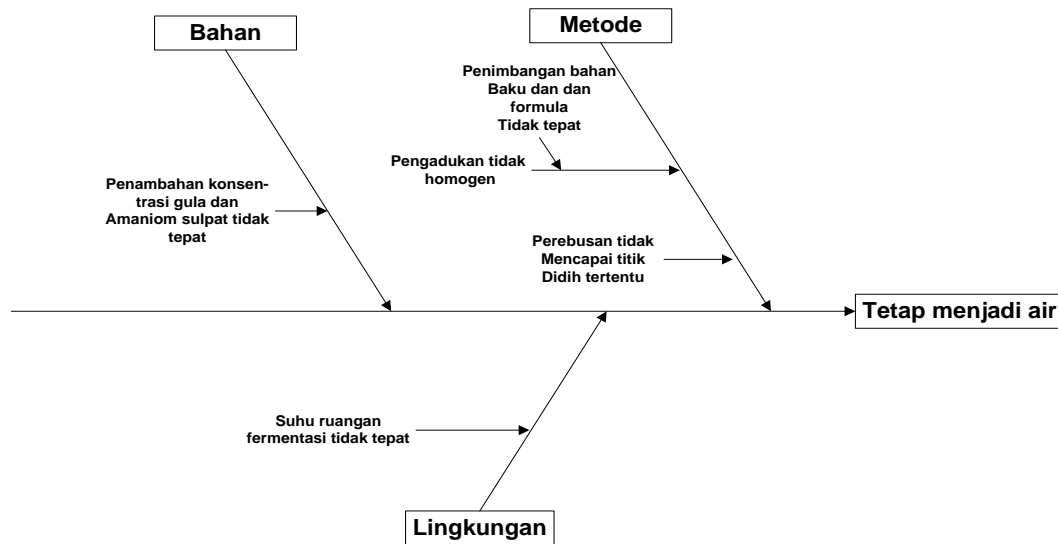 Bahan
Metode
Penimbangan bahan
Baku dan dan
formula
Tidak tepat
Pengadukan tidak
homogen
Penambahan konsen-
trasi gula dan
Amaniom sulpat tidak
tepat
Perebusan tidak
Mencapai titik
Didih tertentu
Tetap menjadi air
Suhu ruangan
fermentasi tidak tepat
Lingkungan